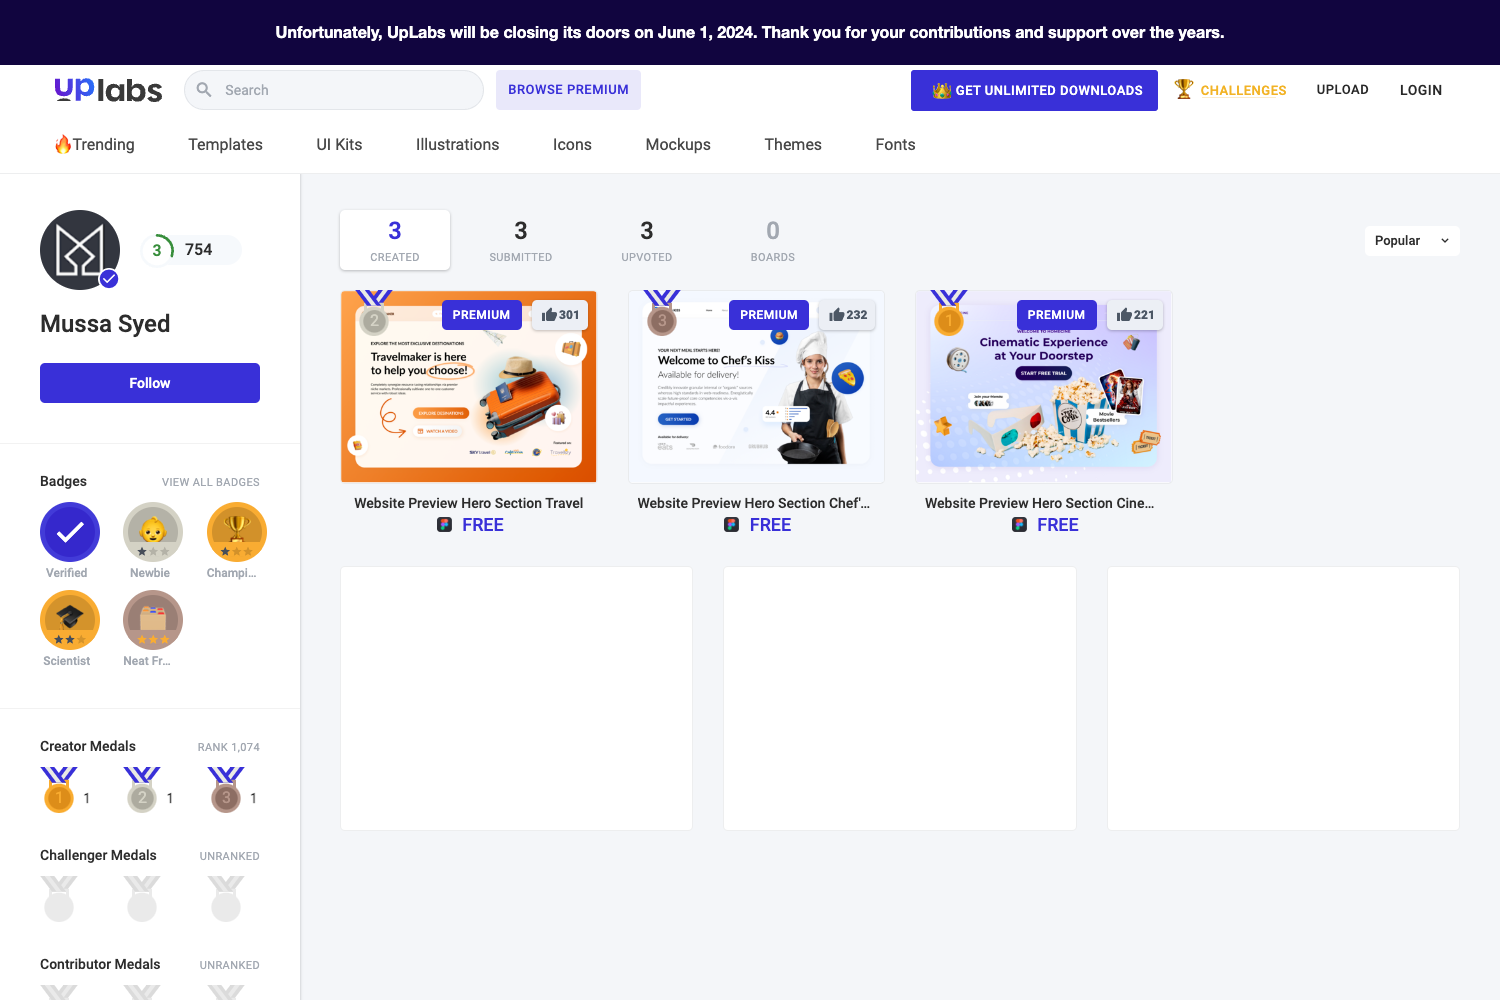 Unfortunately, UpLabs will be closing its doors on June 1, 2024. Thank you for your contributions and support over the years.
uplabs
Search
BROWSE PREMIUM
GET UNLIMITED DOWNLOADS
CHALLENGES
UPLOAD
LOGIN
Trending
Templates
UI Kits
Illustrations
Icons
Mockups
Themes
Fonts
3
754
Mussa Syed
Follow
Badges
VIEW ALL BADGES
Verified
Newbie
Champi...
Scientist
Neat Fr...
Creator Medals
RANK 1,074
1
1
2
1
3
1
Challenger Medals
UNRANKED
Contributor Medals
UNRANKED
3
CREATED
3
SUBMITTED
3
UPVOTED
0
BOARDS
Popular
2
PREMIUM
301
EXPLORE THE MOST EXCLUSIVE DESTINATIONS
Travelmaker is here
to help you choose!
EXPLORE DESTINATIONS
WATCH A VIDEO
Website Preview Hero Section Travel
FREE
3
PREMIUM
232
YOUR NEXT MEAL STARTS HERE!
Welcome to Chef's Kiss
Available for delivery!
GET STARTED
4.4
Website Preview Hero Section Chef'...
FREE
1
PREMIUM
221
WELCOME TO HOMECINE
Cinematic Experience
at Your Doorstep
START FREE TRIAL
Join your friends
Movie
Bestsellers
Website Preview Hero Section Cine...
FREE